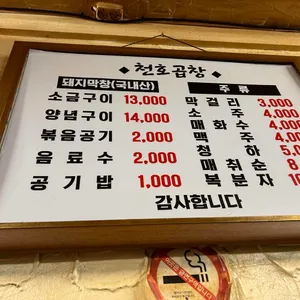 ◆ 천호곱창 ◆
돼지막창(국내산)
소금구이 13,000
양념구이 14,000
볶음공기 2,000
음료수 2,000
공기밥 1,000
주류
막걸리 3,000
소주 4,000
매화수
맥주
청하
매취순
복분자
감사합니다